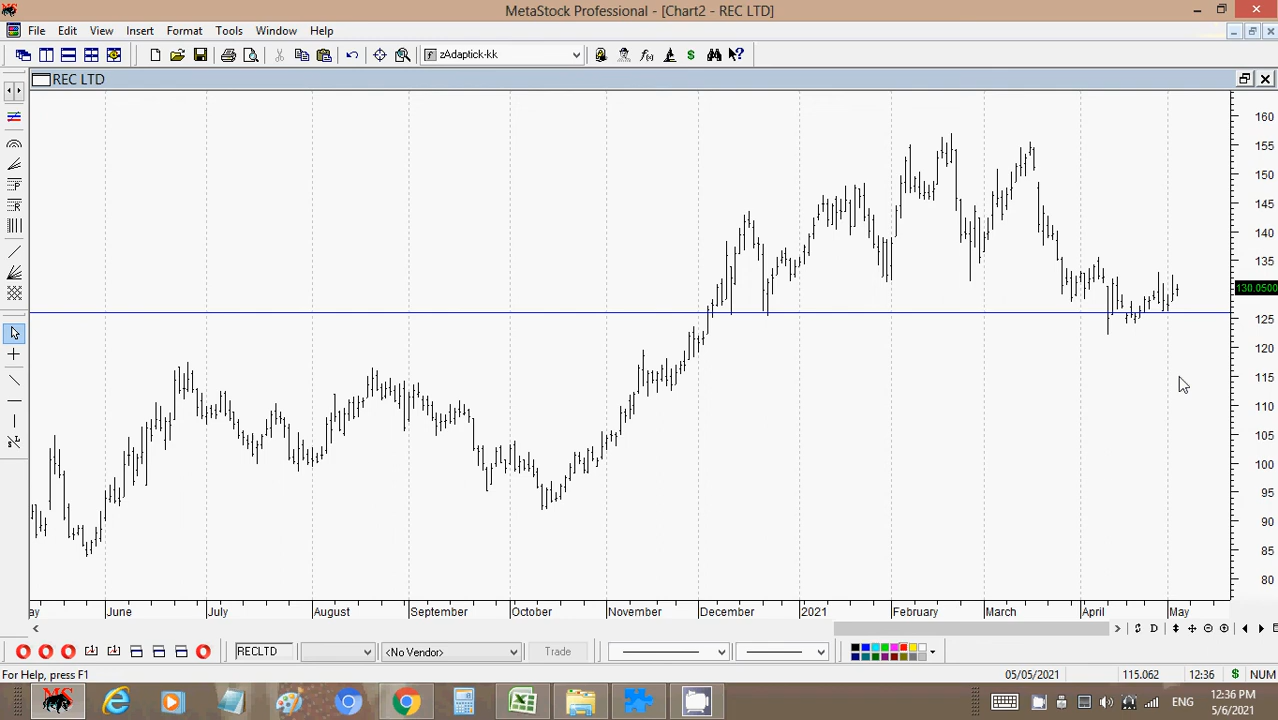 MetaStock Professional - [Chart2 - REC LTD]
File Edit View Insert Format Tools Window Help
zAdaptick-kk
REC LTD
160
155
150
145
140
135
130.0500
125
120
115
110
105
100
95
90
85
80
ay June July August September October November December 2021 February March April May
RECLTD <No Vendor> Trade
For Help, press F1 05/05/2021 115.062 12:36 $ NUM
ENG 12:36 PM
5/6/2021